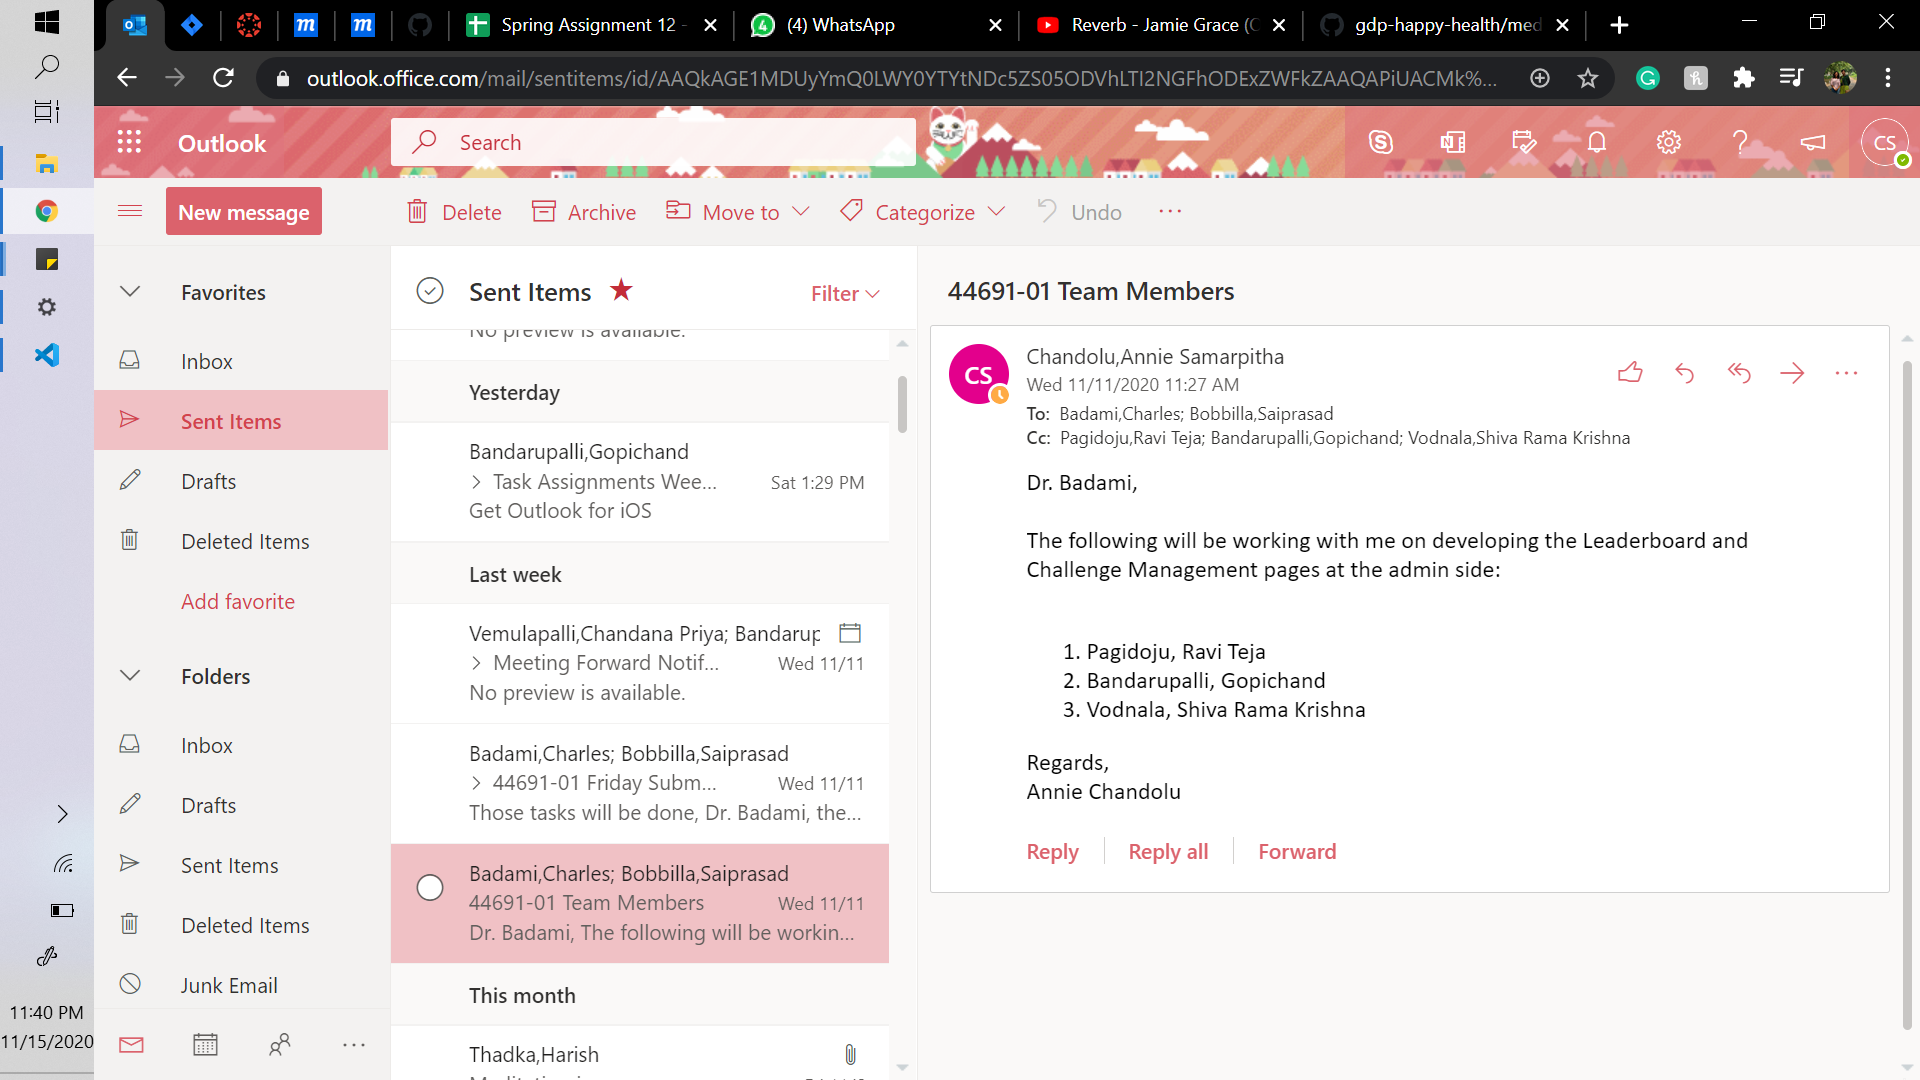 Spring Assignment 12 -
(4) WhatsApp
Reverb - Jamie Grace (O
gdp-happy-health/med
outlook.office.com/mail/sentitems/id/AAQkAGE1MDUyYmQ0LWY0YTYtNDc5ZS05ODVhLTI2NGFhODExZWFkZAAQAPiUACMk%...
Outlook
Search
CS
New message
Delete
Archive
Move to
Categorize
Undo
Favorites
Inbox
Sent Items
Drafts
Deleted Items
Add favorite
Folders
Inbox
Drafts
Sent Items
Deleted Items
Junk Email
11:40 PM
11/15/2020
Sent Items
Filter
No preview is available.
Yesterday
Bandarupalli,Gopichand
Task Assignments Wee...
Sat 1:29 PM
Get Outlook for iOS
Last week
Vemulapalli,Chandana Priya; Bandarup
Meeting Forward Notif...
Wed 11/11
No preview is available.
Badami,Charles; Bobbilla,Saiprasad
44691-01 Friday Subm...
Wed 11/11
Those tasks will be done, Dr. Badami, the...
Badami,Charles; Bobbilla,Saiprasad
44691-01 Team Members
Wed 11/11
Dr. Badami, The following will be workin...
This month
Thadka,Harish
44691-01 Team Members
CS
Chandolu,Annie Samarpitha
Wed 11/11/2020 11:27 AM
To: Badami,Charles; Bobbilla,Saiprasad
Cc: Pagidoju,Ravi Teja; Bandarupalli,Gopichand; Vodnala,Shiva Rama Krishna
Dr. Badami,
The following will be working with me on developing the Leaderboard and
Challenge Management pages at the admin side:
1. Pagidoju, Ravi Teja
2. Bandarupalli, Gopichand
3. Vodnala, Shiva Rama Krishna
Regards,
Annie Chandolu
Reply
Reply all
Forward